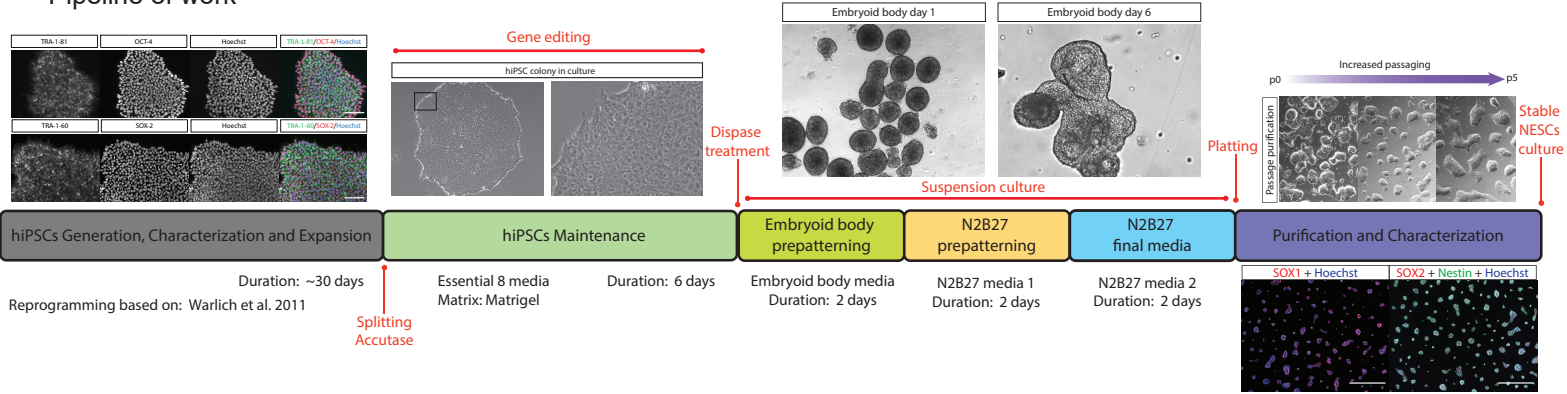 Pipeline of work
TRA-1-81
OCT-4
Hoechst
TRA-1-81/OCT-4/Hoechst
TRA-1-60
SOX-2
Hoechst
TRA-1-60/SOX-2/Hoechst
Gene editing
hiPSC colony in culture
Dispase
treatment
Embryoid body day 1
Embryoid body day 6
Suspension culture
Platting
Increased passaging
p0
p5
Passage purification
Stable
NESCs
culture
hiPSCs Generation, Characterization and Expansion
hiPSCs Maintenance
Embryoid body
prepatterning
N2B27
prepatterning
N2B27
final media
Purification and Characterization
Duration: ~30 days
Reprogramming based on: Warlich et al. 2011
Splitting
Accutase
Essential 8 media
Matrix: Matrigel
Duration: 6 days
Embryoid body media
Duration: 2 days
N2B27 media 1
Duration: 2 days
N2B27 media 2
Duration: 2 days
SOX1 + Hoechst
SOX2 + Nestin + Hoechst